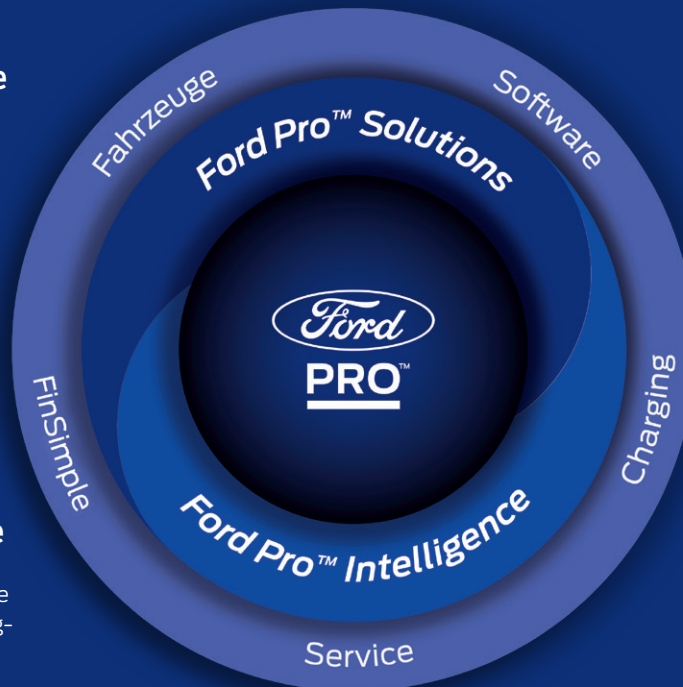 Fahrzeuge
Software
Ford Pro™ Solutions
Ford
PRO™
FinSimple
Charging
Ford Pro™ Intelligence
Service
e
e
e
g-